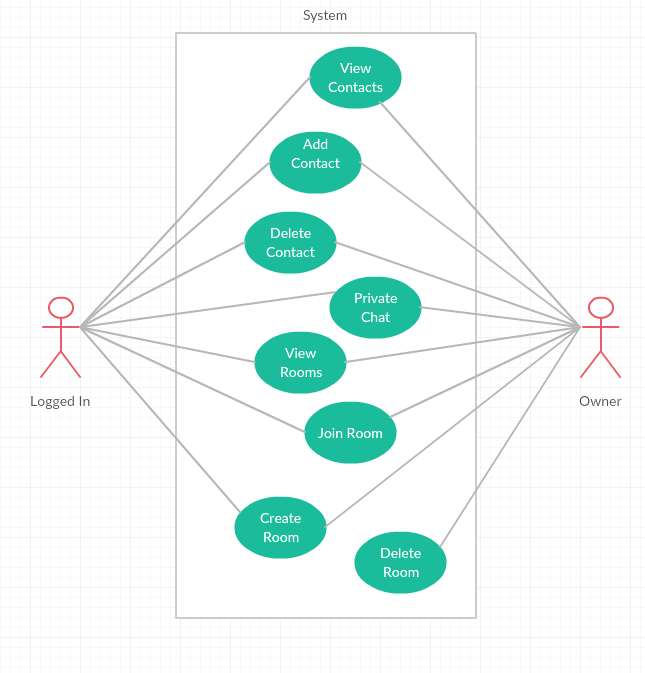 System
View
Contacts
Add
Contact
Delete
Contact
Private
Chat
View
Rooms
Logged In
Owner
Join Room
Create
Room
Delete
Room